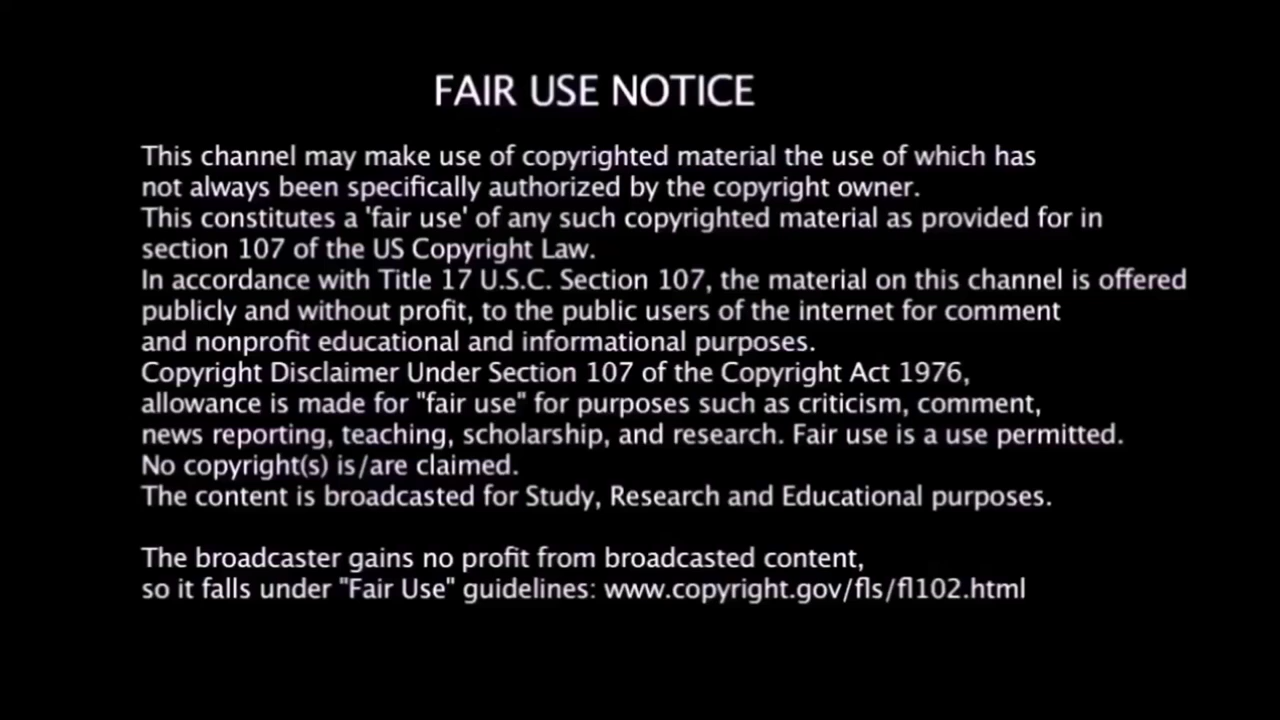 FAIR USE NOTICE
This channel may make use of copyrighted material the use of which has
not always been specifically authorized by the copyright owner.
This constitutes a 'fair use' of any such copyrighted material as provided for in
section 107 of the US Copyright Law.
In accordance with Title 17 U.S.C. Section 107, the material on this channel is offered
publicly and without profit, to the public users of the internet for comment
and nonprofit educational and informational purposes.
Copyright Disclaimer Under Section 107 of the Copyright Act 1976,
allowance is made for "fair use" for purposes such as criticism, comment,
news reporting, teaching, scholarship, and research. Fair use is a use permitted.
No copyright(s) is/are claimed.
The content is broadcasted for Study, Research and Educational purposes.
The broadcaster gains no profit from broadcasted content,
so it falls under "Fair Use" guidelines: www.copyright.gov/fls/fl102.html